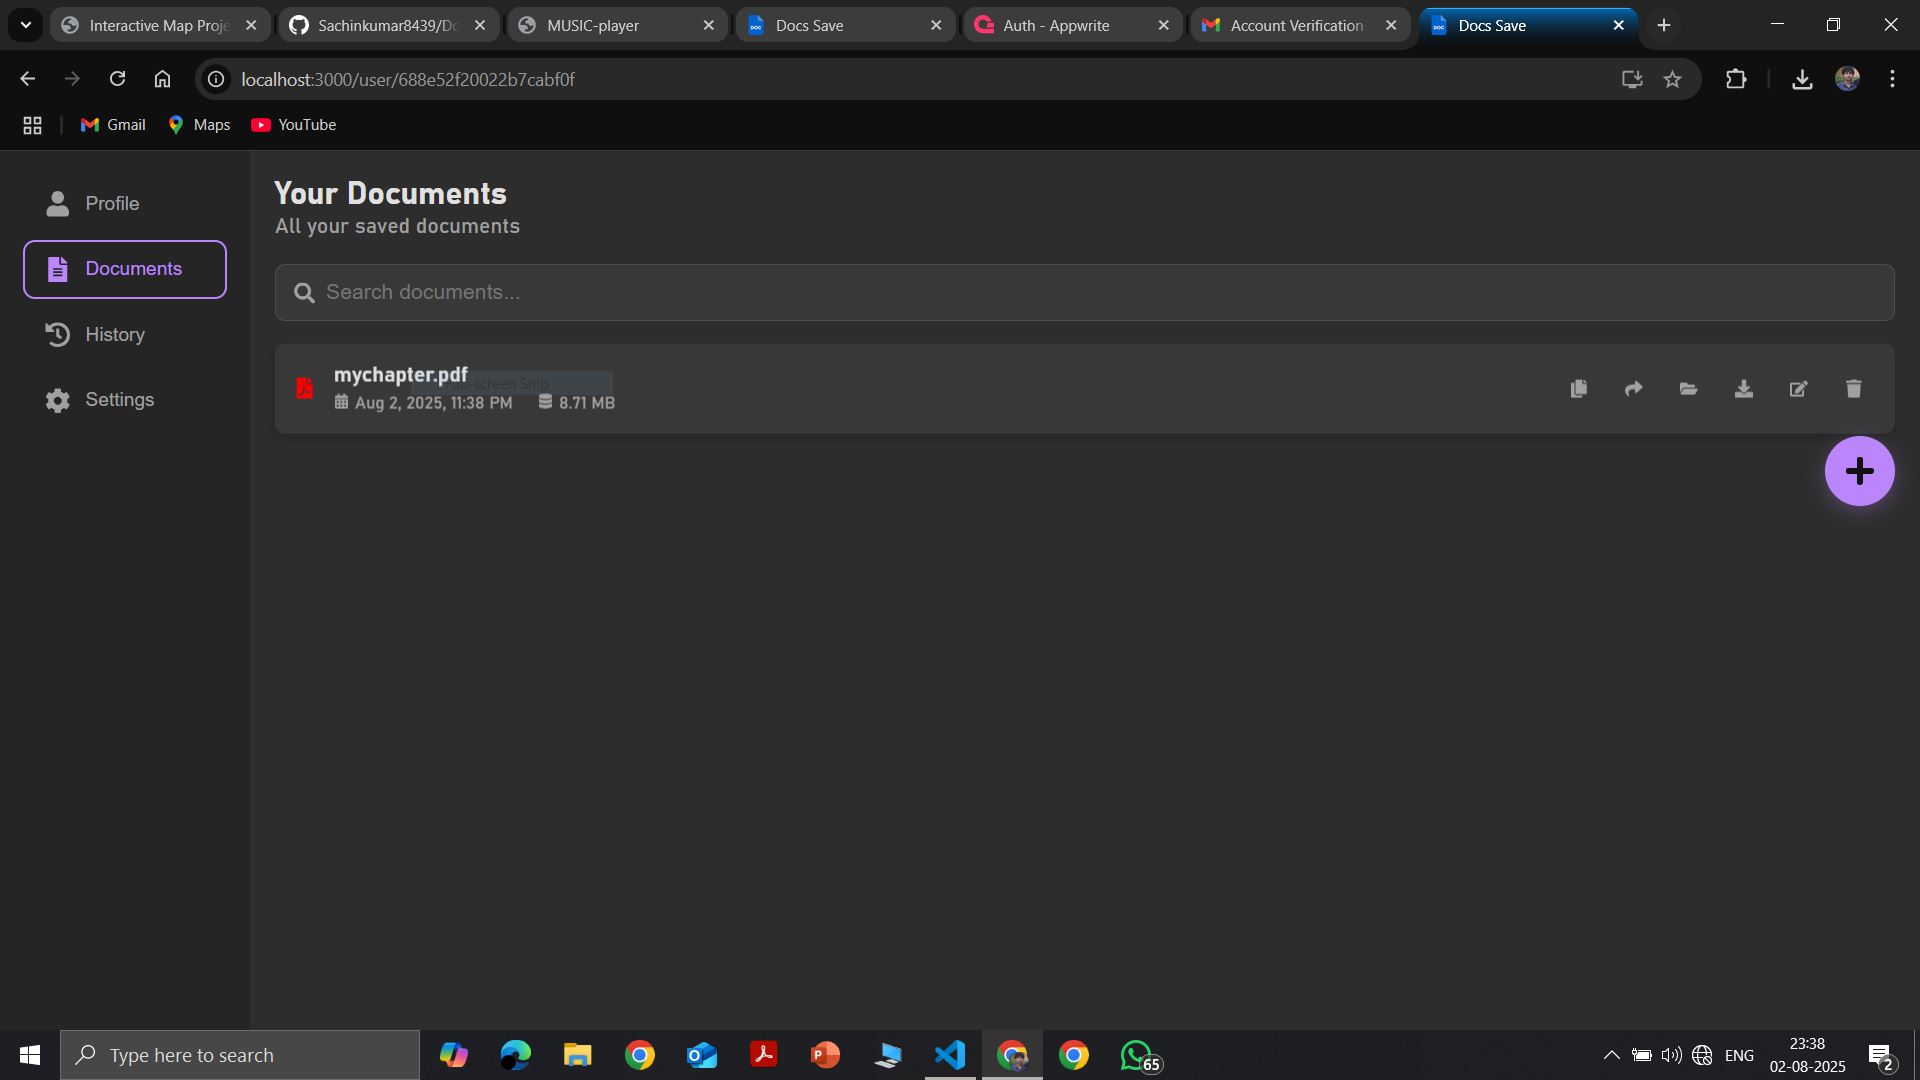 Interactive Map Proje
Sachinkumar8439/Do
MUSIC-player
Docs Save
Auth - Appwrite
Account Verification
Docs Save
localhost:3000/user/688e52f20022b7cabf0f
Gmail
Maps
YouTube
Profile
Documents
History
Settings
Your Documents
All your saved documents
Search documents...
mychapter.pdf
Full-screen Snip
Aug 2, 2025, 11:38 PM 8.71 MB
Type here to search
65
ENG
23:38
02-08-2025
2